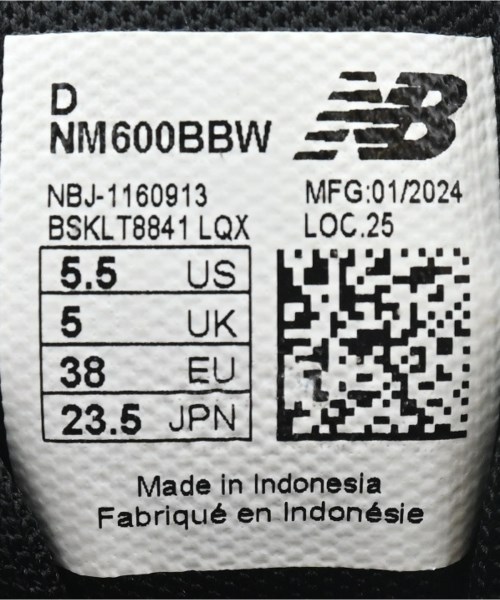 D
NM600BBW
NB
NBJ-1160913
BSKLT8841 LQX
MFG:01/2024
LOC.25
5.5 US
5 UK
38 EU
23.5 JPN
Made in Indonesia
Fabriqué en Indonésie